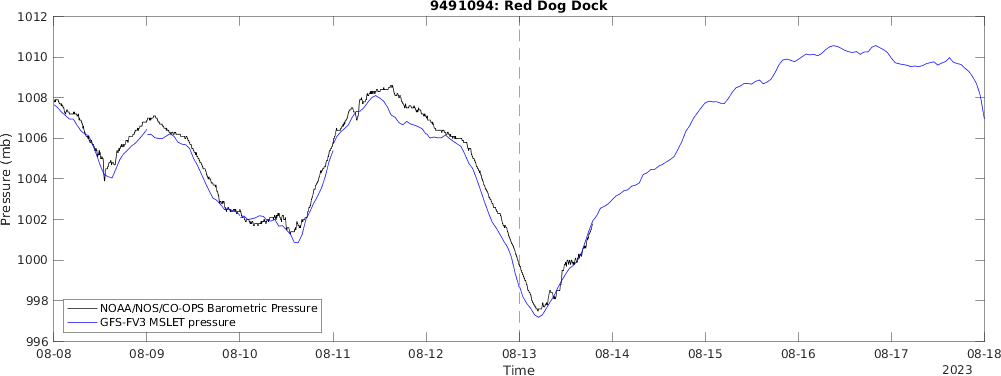 9491094: Red Dog Dock
1012
1010
1008
1006
1004
1002
1000
998
996
Pressure (mb)
NOAA/NOS/CO-OPS Barometric Pressure
GFS-FV3 MSLET pressure
08-08 08-09 08-10 08-11 08-12 08-13 08-14 08-15 08-16 08-17 08-18
Time
2023